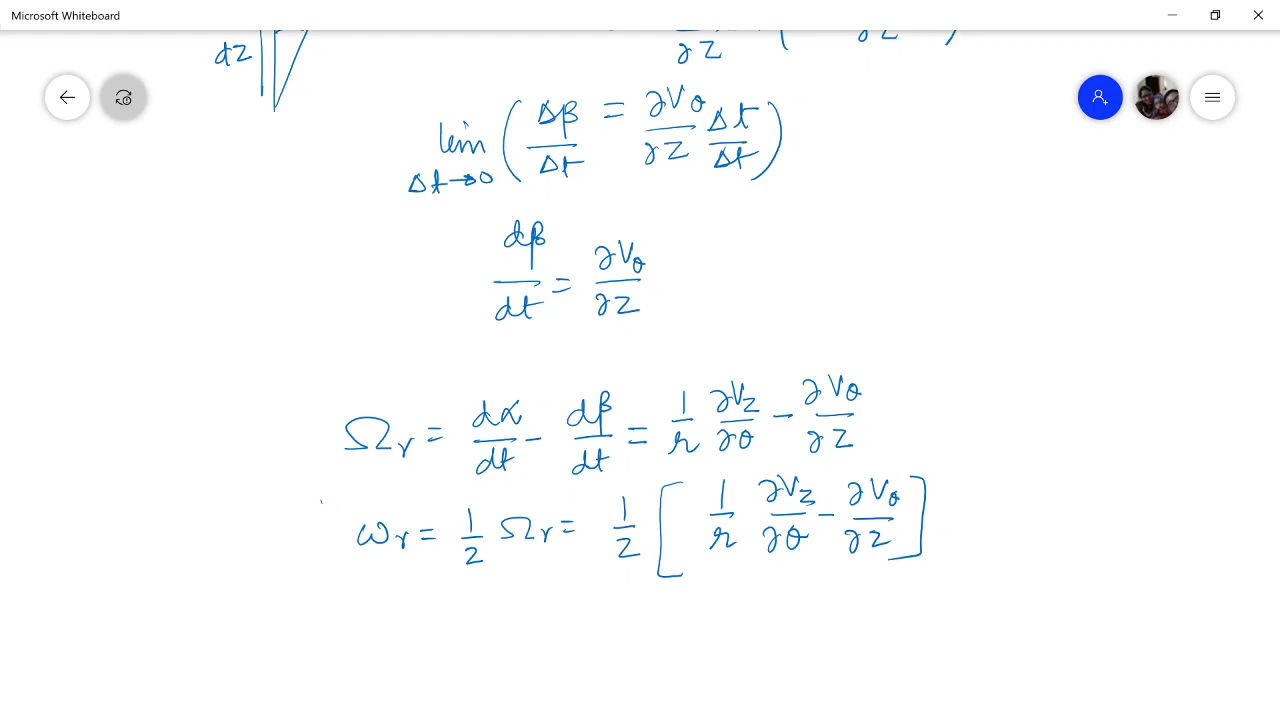 Microsoft Whiteboard
dz
∂z ∂z )
lim Δt→0 ( Δβ/Δt = ∂Vθ/∂z Δt/Δt )
dβ/dt = ∂Vθ/∂z
Ωr = dα/dt - dβ/dt = 1/r ∂Vz/∂θ - ∂Vθ/∂z
ωr = 1/2 Ωr = 1/2 [ 1/r ∂Vz/∂θ - ∂Vθ/∂z ]